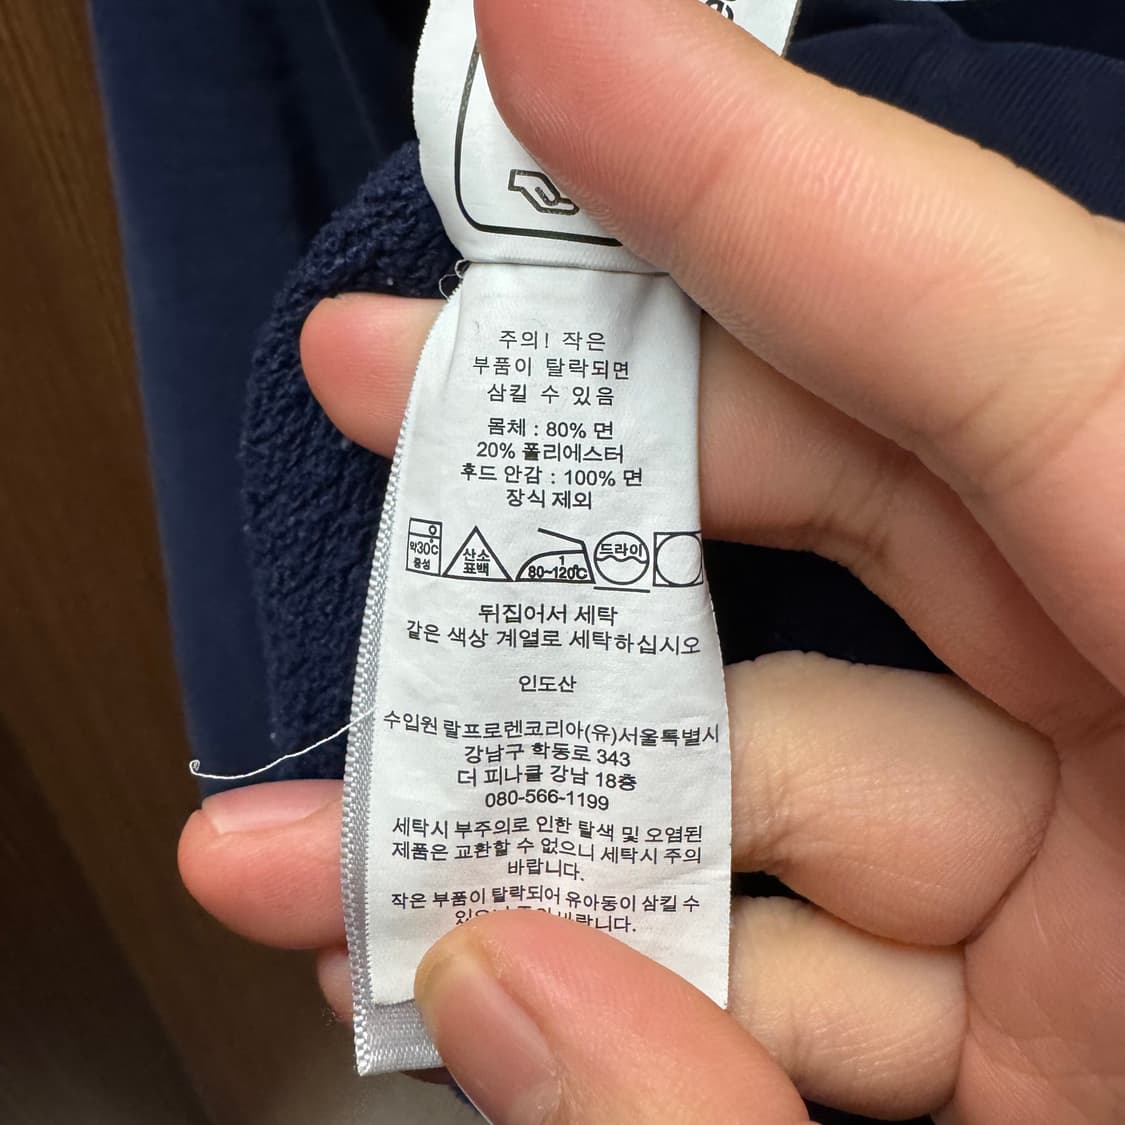 주의! 작은
부품이 탈락되면
삼킬 수 있음
몸체 : 80% 면
20% 폴리에스터
후드 안감 : 100% 면
장식 제외
약30℃
중성
산소
표백
1
80~120℃
드라이
뒤집어서 세탁
같은 색상 계열로 세탁하십시오
인도산
수입원 랄프로렌코리아(유)서울특별시
강남구 학동로 343
더 피나클 강남 18층
080-566-1199
세탁시 부주의로 인한 탈색 및 오염된
제품은 교환할 수 없으니 세탁시 주의
바랍니다.
작은 부품이 탈락되어 유아동이 삼킬 수